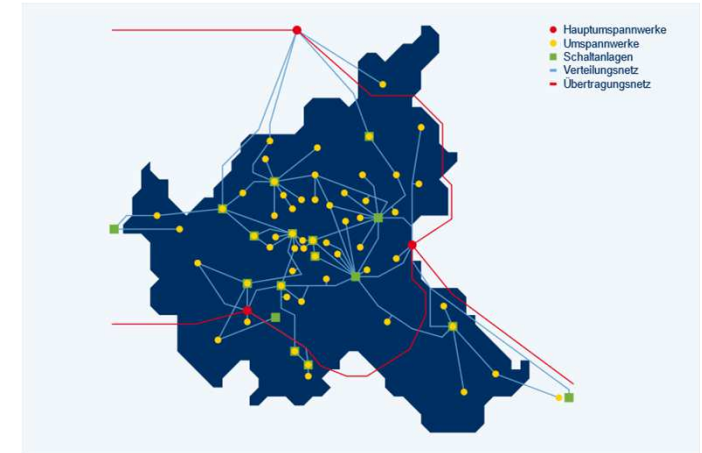 Hauptumspannwerke
Umspannwerke
Schaltanlagen
Verteilungsnetz
Übertragungsnetz